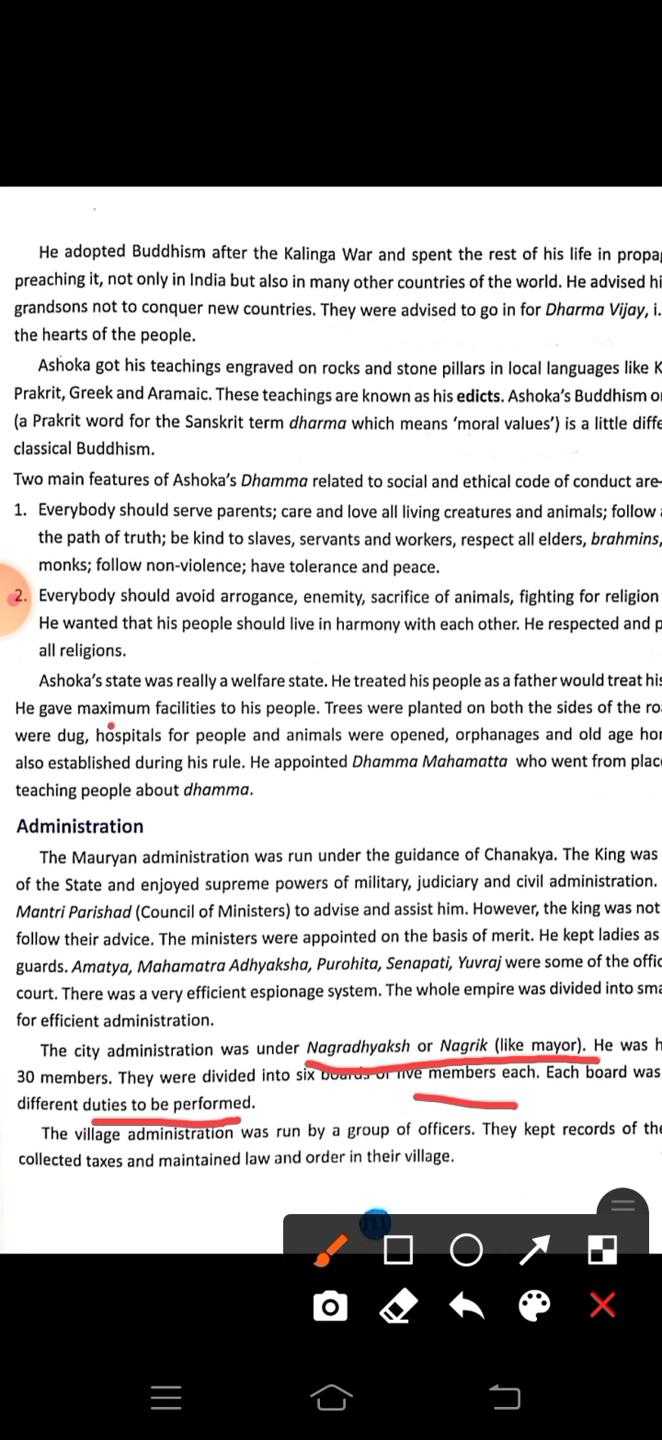 He adopted Buddhism after the Kalinga War and spent the rest of his life in
preaching it, not only in India but also in many other countries of the world. He advised
grandsons not to conquer new countries. They were advised to go in for Dharma Vijay,
the hearts of the people.
Ashoka got his teachings engraved on rocks and stone pillars in local languages like
Prakrit, Greek and Aramaic. These teachings are known as his edicts. Ashoka's Buddhism
(a Prakrit word for the Sanskrit term dharma which means 'moral values') is a little
classical Buddhism.
Two main features of Ashoka's Dhamma related to social and ethical code of conduct are-
1. Everybody should serve parents; care and love all living creatures and animals; follow
the path of truth; be kind to slaves, servants and workers, respect all elders, brahmins,
monks; follow non-violence; have tolerance and peace.
2. Everybody should avoid arrogance, enemity, sacrifice of animals, fighting for religion
He wanted that his people should live in harmony with each other. He respected and
all religions.
Ashoka's state was really a welfare state. He treated his people as a father would treat
He gave maximum facilities to his people. Trees were planted on both the sides of the
were dug, hospitals for people and animals were opened, orphanages and old age
also established during his rule. He appointed Dhamma Mahamatta who went from
teaching people about dhamma.
Administration
The Mauryan administration was run under the guidance of Chanakya. The King was
of the State and enjoyed supreme powers of military, judiciary and civil administration.
Mantri Parishad (Council of Ministers) to advise and assist him. However, the king was not
follow their advice. The ministers were appointed on the basis of merit. He kept ladies as
guards. Amatya, Mahamatra Adhyaksha, Purohita, Senapati, Yuvraj were some of the
court. There was a very efficient espionage system. The whole empire was divided into
for efficient administration.
The city administration was under Nagradhyaksh or Nagrik (like mayor). He was
30 members. They were divided into six boards of five members each. Each board was
different duties to be performed.
The village administration was run by a group of officers. They kept records of
collected taxes and maintained law and order in their village.
111